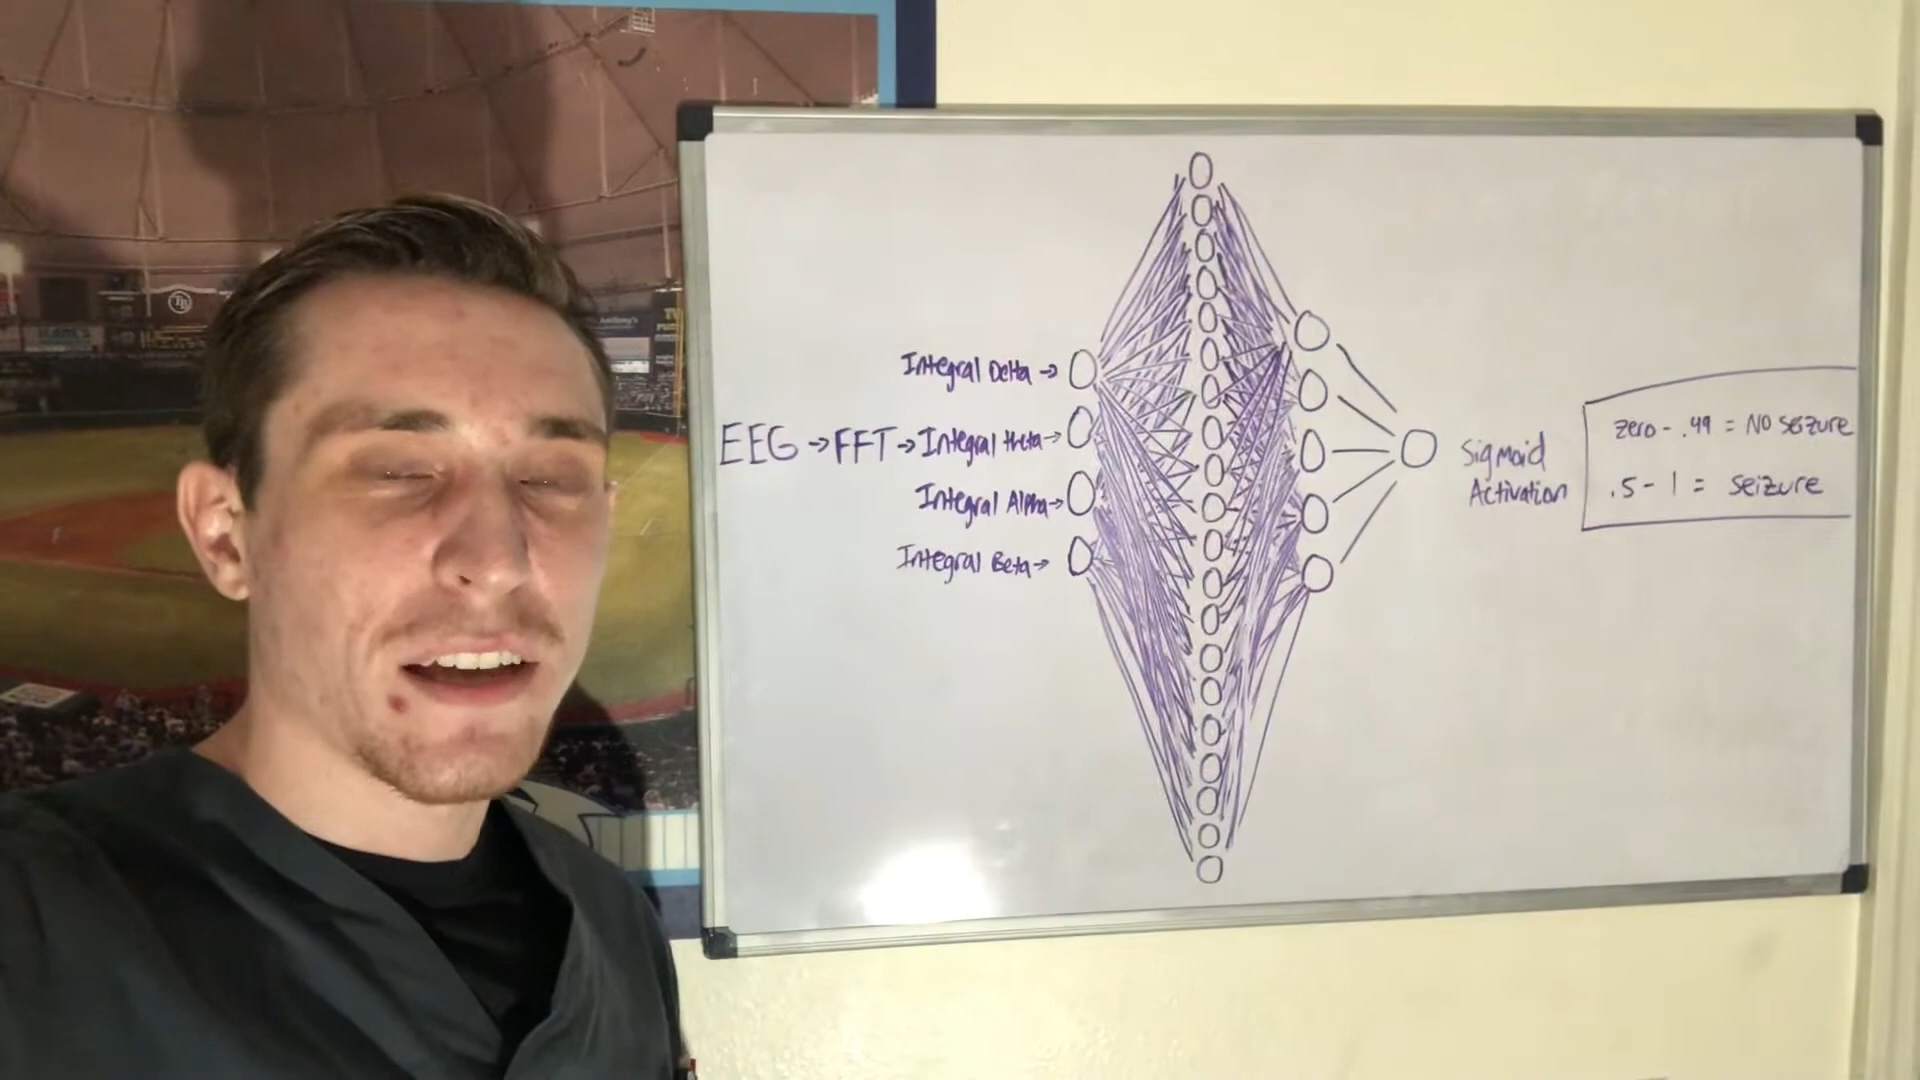 Integral Delta →
EEG → FFT → Integral theta →
Integral Alpha →
Integral Beta →
Sigmoid
Activation
zero - .49 = NO seizure
.5 - 1 = seizure
TB